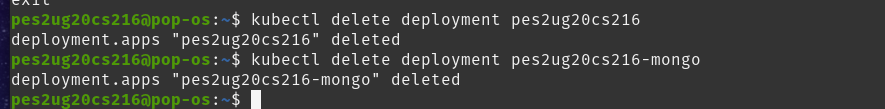 exit
pes2ug20cs216@pop-os:~$ kubectl delete deployment pes2ug20cs216
deployment.apps "pes2ug20cs216" deleted
pes2ug20cs216@pop-os:~$ kubectl delete deployment pes2ug20cs216-mongo
deployment.apps "pes2ug20cs216-mongo" deleted
pes2ug20cs216@pop-os:~$